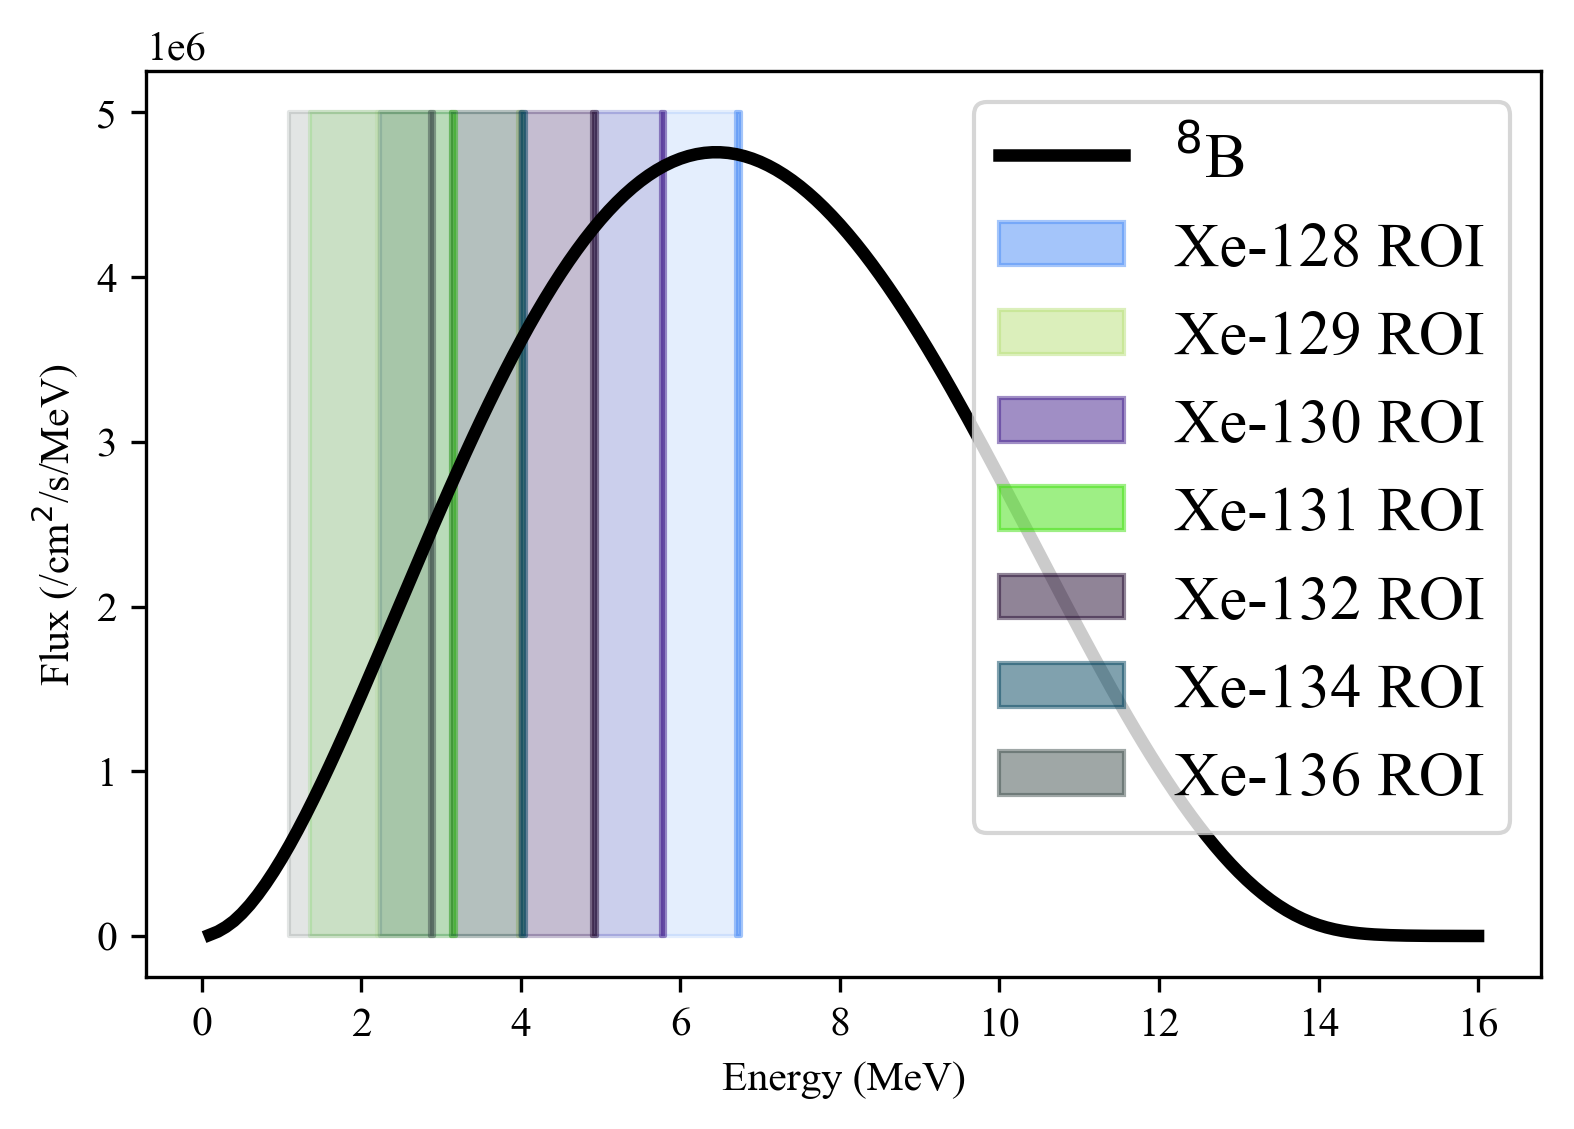 1e6
5
4
3
2
1
0
Flux (/cm²/s/MeV)
⁸B
Xe-128 ROI
Xe-129 ROI
Xe-130 ROI
Xe-131 ROI
Xe-132 ROI
Xe-134 ROI
Xe-136 ROI
0 2 4 6 8 10 12 14 16
Energy (MeV)